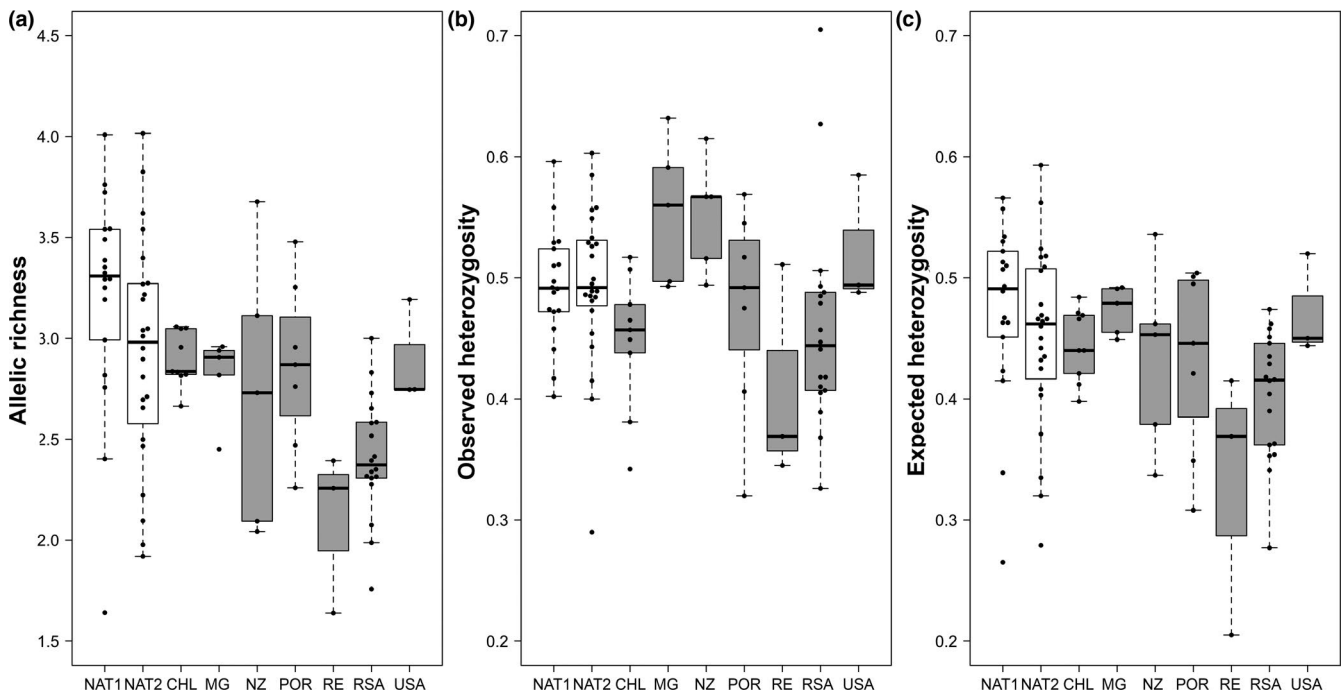 (a)
Allelic richness
4.5
4.0
3.5
3.0
2.5
2.0
1.5
NAT1 NAT2 CHL MG NZ POR RE RSA USA
(b)
Observed heterozygosity
0.7
0.6
0.5
0.4
0.3
0.2
NAT1 NAT2 CHL MG NZ POR RE RSA USA
(c)
Expected heterozygosity
0.7
0.6
0.5
0.4
0.3
0.2
NAT1 NAT2 CHL MG NZ POR RE RSA USA